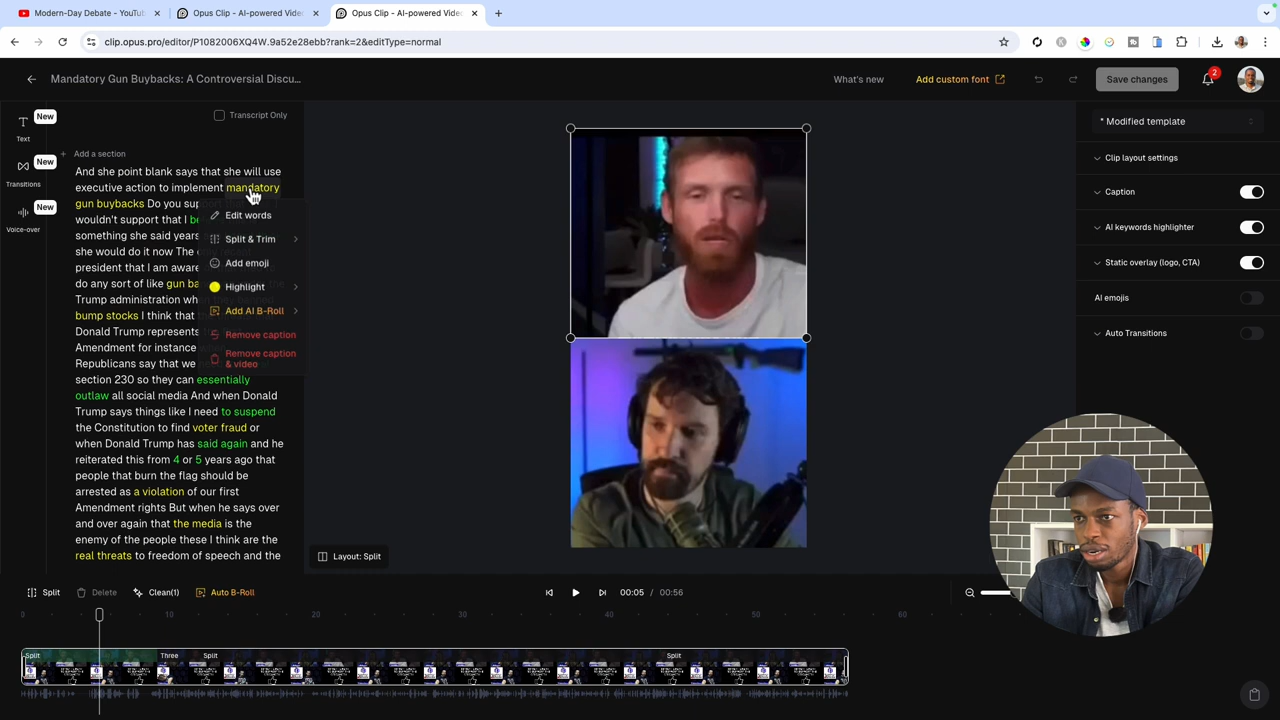 Modern-Day Debate - YouTub
Opus Clip - AI-powered Vide
Opus Clip - AI-powered Vide
clip.opus.pro/editor/P1082006XQ4W.9a52e28ebb?rank=2&editType=normal
Mandatory Gun Buybacks: A Controversial Discu...
What's new
Add custom font
Save changes
2
New
Text
New
Transitions
New
Voice-over
Transcript Only
Add a section
And she point blank says that she will use
executive action to implement mandatory
gun buybacks Do you sup
wouldn't support that I be
something she said years
she would do it now The
president that I am aware
do any sort of like gun ba
Trump administration
bump stocks I think that
Donald Trump represents
Amendment for instance
Republicans say that we
section 230 so they can essentially
outlaw all social media And when Donald
Trump says things like I need to suspend
the Constitution to find voter fraud or
when Donald Trump has said again and he
reiterated this from 4 or 5 years ago that
people that burn the flag should be
arrested as a violation of our first
Amendment rights But when he says over
and over again that the media is the
enemy of the people these I think are the
real threats to freedom of speech and the
Edit words
Split & Trim
Add emoji
Highlight
Add AI B-Roll
Remove caption
Remove caption
& video
Layout: Split
* Modified template
Clip layout settings
Caption
AI keywords highlighter
Static overlay (logo, CTA)
AI emojis
Auto Transitions
Split
Delete
Clean(1)
Auto B-Roll
00:05 / 00:56
0
10
20
30
40
50
60
Split
Three
Split
Split